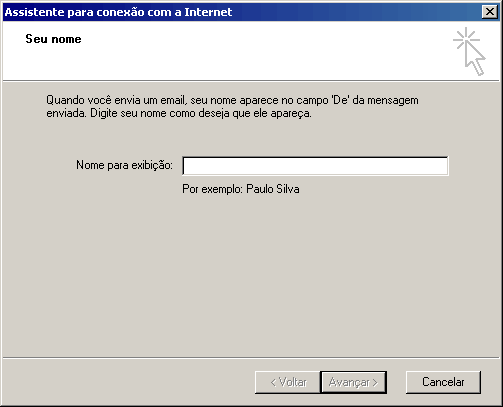 Assistente para conexão com a Internet
Seu nome
Quando você envia um email, seu nome aparece no campo 'De' da mensagem
enviada. Digite seu nome como deseja que ele apareça.
Nome para exibição:
Por exemplo: Paulo Silva
< Voltar
Avançar >
Cancelar